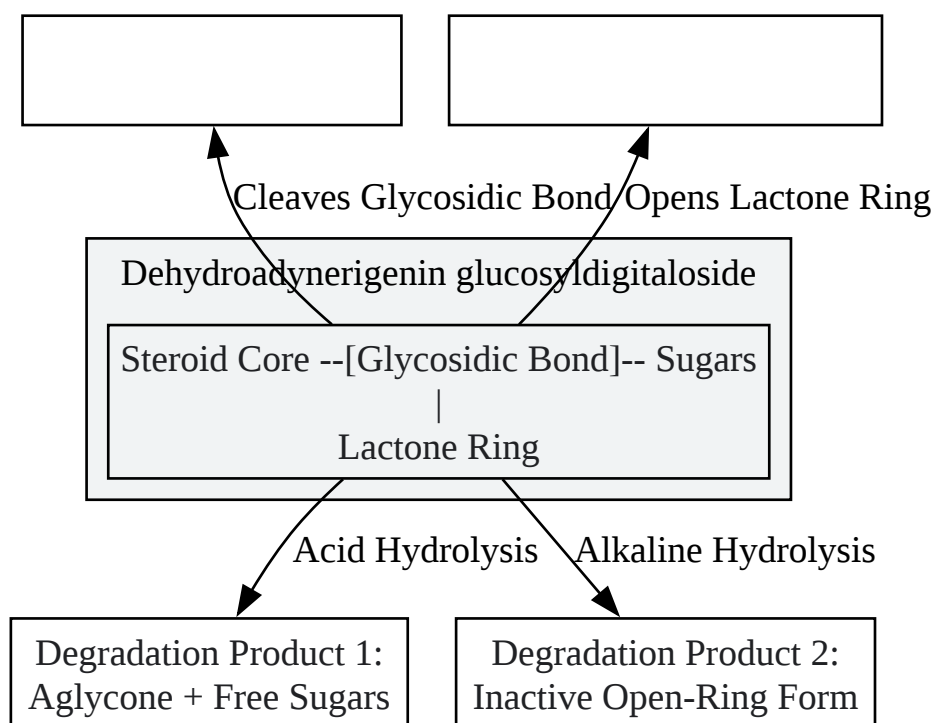 Cleaves Glycosidic Bond
Opens Lactone Ring
Dehydroadynerigenin glucosyldigitaloside
Steroid Core --[Glycosidic Bond]-- Sugars
|
Lactone Ring
Acid Hydrolysis
Alkaline Hydrolysis
Degradation Product 1:
Aglycone + Free Sugars
Degradation Product 2:
Inactive Open-Ring Form